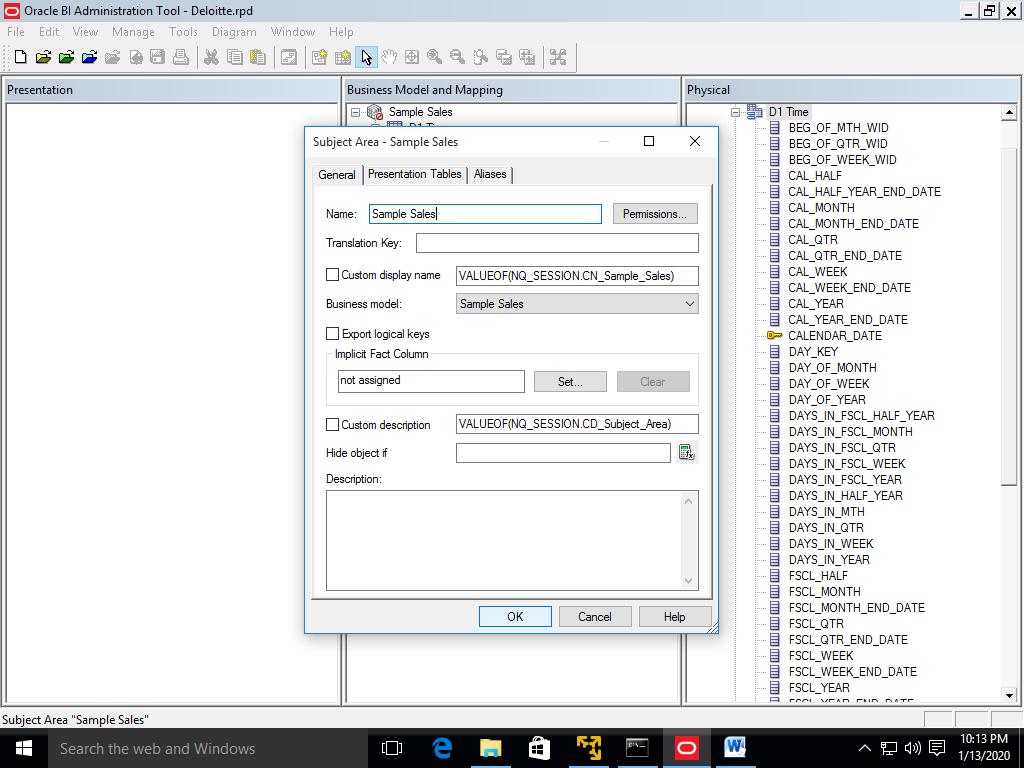 Oracle BI Administration Tool - Deloitte.rpd
File Edit View Manage Tools Diagram Window Help
Presentation
Business Model and Mapping
Sample Sales
Physical
D1 Time
BEG_OF_MTH_WID
BEG_OF_QTR_WID
BEG_OF_WEEK_WID
CAL_HALF
CAL_HALF_YEAR_END_DATE
CAL_MONTH
CAL_MONTH_END_DATE
CAL_QTR
CAL_QTR_END_DATE
CAL_WEEK
CAL_WEEK_END_DATE
CAL_YEAR
CAL_YEAR_END_DATE
CALENDAR_DATE
DAY_KEY
DAY_OF_MONTH
DAY_OF_WEEK
DAY_OF_YEAR
DAYS_IN_FSCL_HALF_YEAR
DAYS_IN_FSCL_MONTH
DAYS_IN_FSCL_QTR
DAYS_IN_FSCL_WEEK
DAYS_IN_FSCL_YEAR
DAYS_IN_HALF_YEAR
DAYS_IN_MTH
DAYS_IN_QTR
DAYS_IN_WEEK
DAYS_IN_YEAR
FSCL_HALF
FSCL_MONTH
FSCL_MONTH_END_DATE
FSCL_QTR
FSCL_QTR_END_DATE
FSCL_WEEK
FSCL_WEEK_END_DATE
FSCL_YEAR
Subject Area - Sample Sales
General Presentation Tables Aliases
Name: Sample Sales Permissions...
Translation Key:
Custom display name VALUEOF(NQ_SESSION.CN_Sample_Sales)
Business model: Sample Sales
Export logical keys
Implicit Fact Column
not assigned Set... Clear
Custom description VALUEOF(NQ_SESSION.CD_Subject_Area)
Hide object if
Description:
OK Cancel Help
Subject Area "Sample Sales"
Search the web and Windows
10:13 PM
1/13/2020